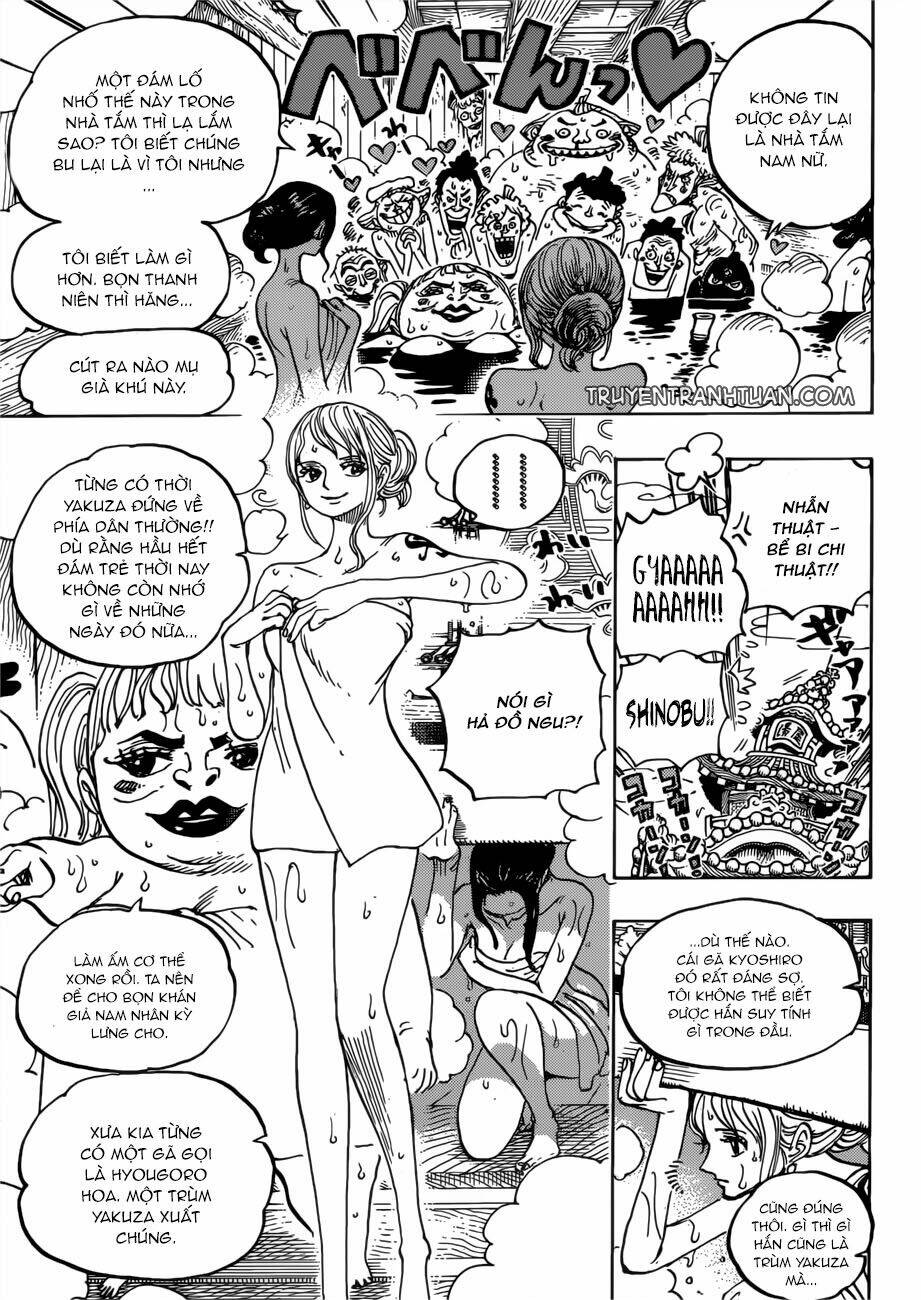 べべんっ♥
KHÔNG TIN
ĐƯỢC ĐÂY LẠI
LÀ NHÀ TẮM
NAM NỮ.
MỘT ĐÁM LỐ
NHỐ THẾ NÀY TRONG
NHÀ TẮM THÌ LẠ LẮM
SAO? TÔI BIẾT CHÚNG
BU LẠI LÀ VÌ TÔI NHƯNG
...
TÔI BIẾT LÀM GÌ
HƠN. BỌN THANH
NIÊN THÌ HĂNG...
CÚT RA NÀO MỤ
GIÀ KHÚ NÀY.
TRUYENTRANHTUAN.COM
NHẪN
THUẬT -
BỂ BI CHI
THUẬT!!
GYAAAAA
AAAAHH!!
SHINOBU!!
ギャアアアア
TỪNG CÓ THỜI
YAKUZA ĐỨNG VỀ
PHÍA DÂN THƯỜNG!!
DÙ RẰNG HẦU HẾT
ĐÁM TRẺ THỜI NAY
KHÔNG CÒN NHỚ
GÌ VỀ NHỮNG
NGÀY ĐÓ NỮA...
NÓI GÌ
HẢ ĐỒ NGU?!
...DÙ THẾ NÀO.
CÁI GÃ KYOSHIRO
ĐÓ RẤT ĐÁNG SỢ.
TÔI KHÔNG THỂ BIẾT
ĐƯỢC HẮN SUY TÍNH
GÌ TRONG ĐẦU.
CŨNG ĐÚNG
THÔI. GÌ THÌ GÌ
HẮN CŨNG LÀ
TRÙM YAKUZA
MÀ...
LÀM ẤM CƠ THỂ
XONG RỒI. TA NÊN
ĐỂ CHO BỌN KHÁN
GIẢ NAM NHÂN KỲ
LƯNG CHO.
XƯA KIA TỪNG
CÓ MỘT GÃ GỌI
LÀ HYOUGORO
HOA. MỘT TRÙM
YAKUZA XUẤT
CHÚNG.